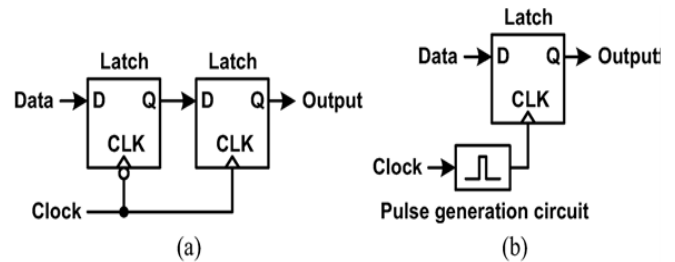 Latch Latch
Data D Q D Q Output
CLK CLK
Clock
(a)
Latch
Data D Q Output
CLK
Clock
Pulse generation circuit
(b)